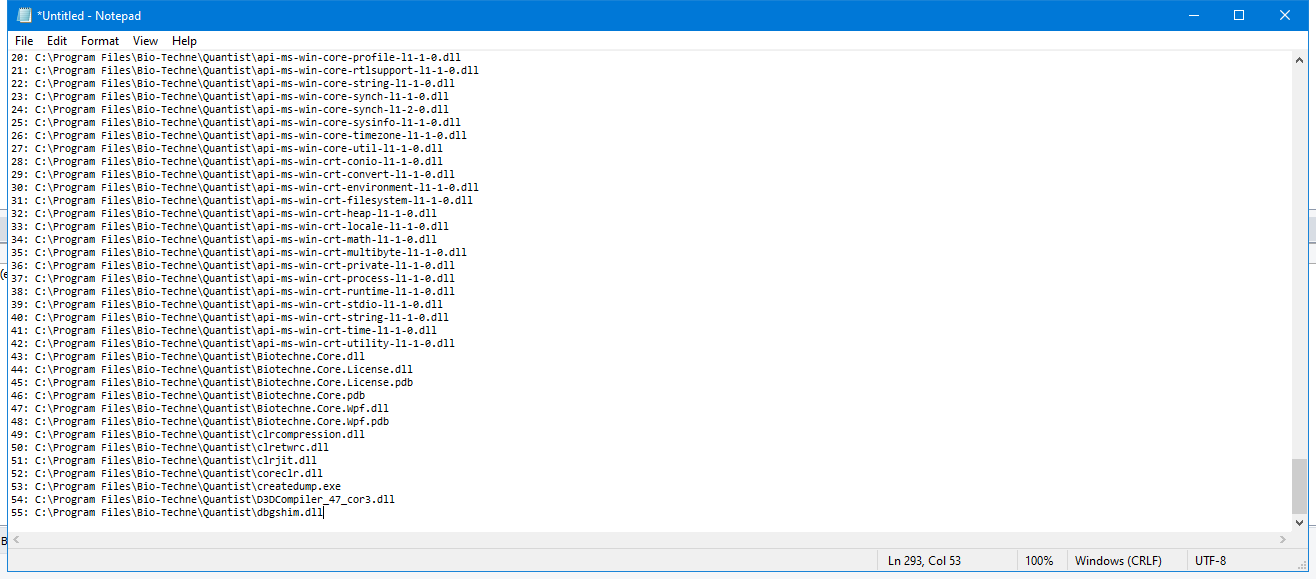 *Untitled - Notepad
File Edit Format View Help
20: C:\Program Files\Bio-Techne\Quantist\api-ms-win-core-profile-l1-1-0.dll
21: C:\Program Files\Bio-Techne\Quantist\api-ms-win-core-rtlsupport-l1-1-0.dll
22: C:\Program Files\Bio-Techne\Quantist\api-ms-win-core-string-l1-1-0.dll
23: C:\Program Files\Bio-Techne\Quantist\api-ms-win-core-synch-l1-1-0.dll
24: C:\Program Files\Bio-Techne\Quantist\api-ms-win-core-synch-l1-2-0.dll
25: C:\Program Files\Bio-Techne\Quantist\api-ms-win-core-sysinfo-l1-1-0.dll
26: C:\Program Files\Bio-Techne\Quantist\api-ms-win-core-timezone-l1-1-0.dll
27: C:\Program Files\Bio-Techne\Quantist\api-ms-win-core-util-l1-1-0.dll
28: C:\Program Files\Bio-Techne\Quantist\api-ms-win-crt-conio-l1-1-0.dll
29: C:\Program Files\Bio-Techne\Quantist\api-ms-win-crt-convert-l1-1-0.dll
30: C:\Program Files\Bio-Techne\Quantist\api-ms-win-crt-environment-l1-1-0.dll
31: C:\Program Files\Bio-Techne\Quantist\api-ms-win-crt-filesystem-l1-1-0.dll
32: C:\Program Files\Bio-Techne\Quantist\api-ms-win-crt-heap-l1-1-0.dll
33: C:\Program Files\Bio-Techne\Quantist\api-ms-win-crt-locale-l1-1-0.dll
34: C:\Program Files\Bio-Techne\Quantist\api-ms-win-crt-math-l1-1-0.dll
35: C:\Program Files\Bio-Techne\Quantist\api-ms-win-crt-multibyte-l1-1-0.dll
36: C:\Program Files\Bio-Techne\Quantist\api-ms-win-crt-private-l1-1-0.dll
37: C:\Program Files\Bio-Techne\Quantist\api-ms-win-crt-process-l1-1-0.dll
38: C:\Program Files\Bio-Techne\Quantist\api-ms-win-crt-runtime-l1-1-0.dll
39: C:\Program Files\Bio-Techne\Quantist\api-ms-win-crt-stdio-l1-1-0.dll
40: C:\Program Files\Bio-Techne\Quantist\api-ms-win-crt-string-l1-1-0.dll
41: C:\Program Files\Bio-Techne\Quantist\api-ms-win-crt-time-l1-1-0.dll
42: C:\Program Files\Bio-Techne\Quantist\api-ms-win-crt-utility-l1-1-0.dll
43: C:\Program Files\Bio-Techne\Quantist\Biotechne.Core.dll
44: C:\Program Files\Bio-Techne\Quantist\Biotechne.Core.License.dll
45: C:\Program Files\Bio-Techne\Quantist\Biotechne.Core.License.pdb
46: C:\Program Files\Bio-Techne\Quantist\Biotechne.Core.pdb
47: C:\Program Files\Bio-Techne\Quantist\Biotechne.Core.Wpf.dll
48: C:\Program Files\Bio-Techne\Quantist\Biotechne.Core.Wpf.pdb
49: C:\Program Files\Bio-Techne\Quantist\clrcompression.dll
50: C:\Program Files\Bio-Techne\Quantist\clretwrc.dll
51: C:\Program Files\Bio-Techne\Quantist\clrjit.dll
52: C:\Program Files\Bio-Techne\Quantist\coreclr.dll
53: C:\Program Files\Bio-Techne\Quantist\createdump.exe
54: C:\Program Files\Bio-Techne\Quantist\D3DCompiler_47_cor3.dll
55: C:\Program Files\Bio-Techne\Quantist\dbgshim.dll
Ln 293, Col 53 100% Windows (CRLF) UTF-8